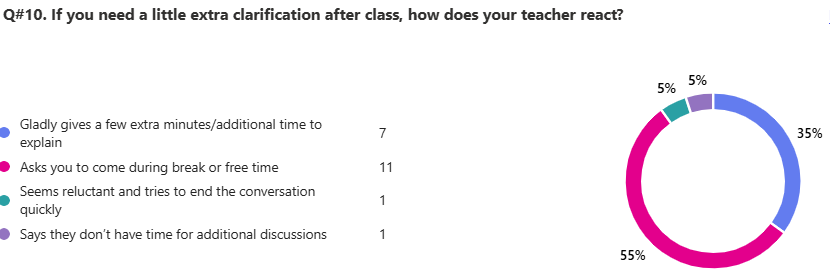 Q#10. If you need a little extra clarification after class, how does your teacher react?
Gladly gives a few extra minutes/additional time to
explain
7
Asks you to come during break or free time
11
Seems reluctant and tries to end the conversation
quickly
1
Says they don't have time for additional discussions
1
5%
5%
35%
55%